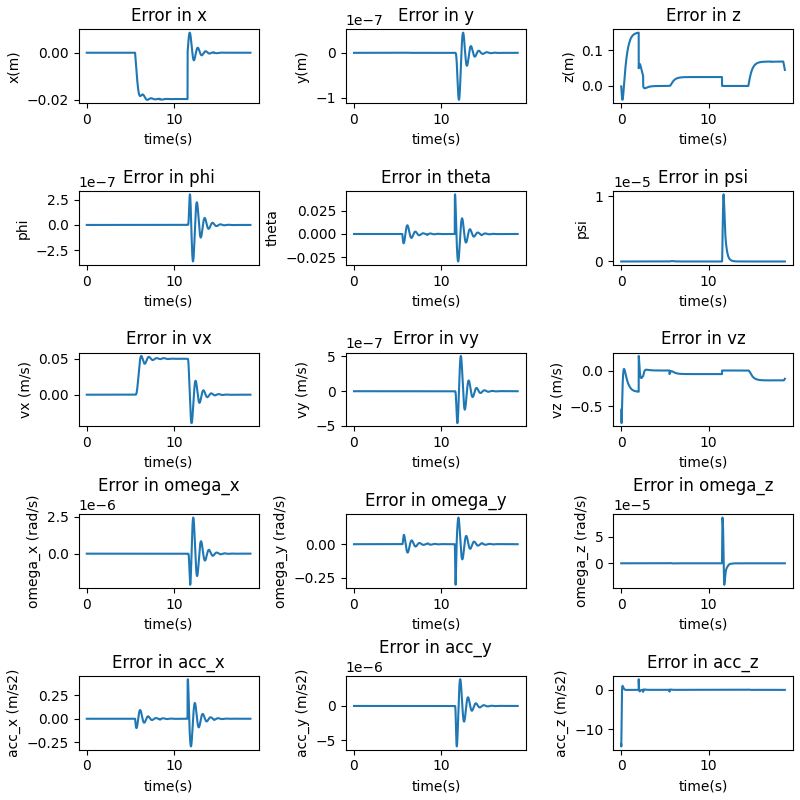 Error in x
0.00
−0.02
x(m)
0
10
time(s)
Error in y
1e−7
0
−1
y(m)
0
10
time(s)
Error in z
0.1
0.0
z(m)
0
10
time(s)
Error in phi
1e−7
2.5
0.0
−2.5
phi
0
10
time(s)
Error in theta
0.025
0.000
−0.025
theta
0
10
time(s)
Error in psi
1e−5
1
0
psi
0
10
time(s)
Error in vx
0.05
0.00
vx (m/s)
0
10
time(s)
Error in vy
1e−7
5
0
−5
vy (m/s)
0
10
time(s)
Error in vz
0.0
−0.5
vz (m/s)
0
10
time(s)
Error in omega_x
1e−6
2.5
0.0
omega_x (rad/s)
0
10
time(s)
Error in omega_y
0.00
−0.25
omega_y (rad/s)
0
10
time(s)
Error in omega_z
1e−5
5
0
omega_z (rad/s)
0
10
time(s)
Error in acc_x
0.25
0.00
−0.25
acc_x (m/s2)
0
10
time(s)
Error in acc_y
1e−6
0
−5
acc_y (m/s2)
0
10
time(s)
Error in acc_z
0
−10
acc_z (m/s2)
0
10
time(s)